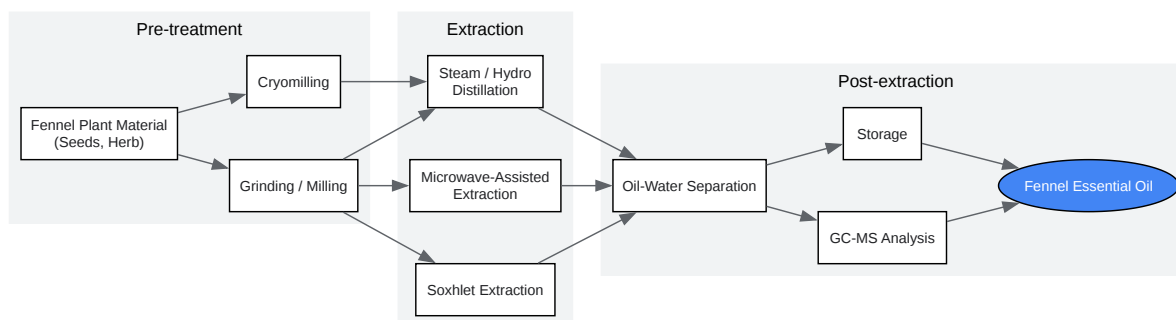 Pre-treatment
Fennel Plant Material
(Seeds, Herb)
Cryomilling
Grinding / Milling
Extraction
Steam / Hydro
Distillation
Microwave-Assisted
Extraction
Soxhlet Extraction
Post-extraction
Oil-Water Separation
Storage
GC-MS Analysis
Fennel Essential Oil